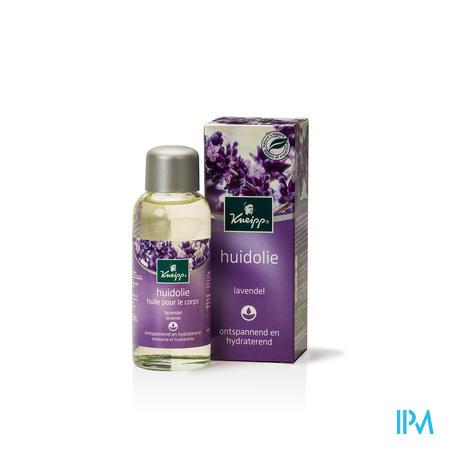 Kneipp®
huidolie
huile pour le corps
lavendel
lavande
ontspannend en hydraterend
relaxante et hydratante
Kneipp®
huidolie
lavendel
ontspannend en
hydraterend
IPM